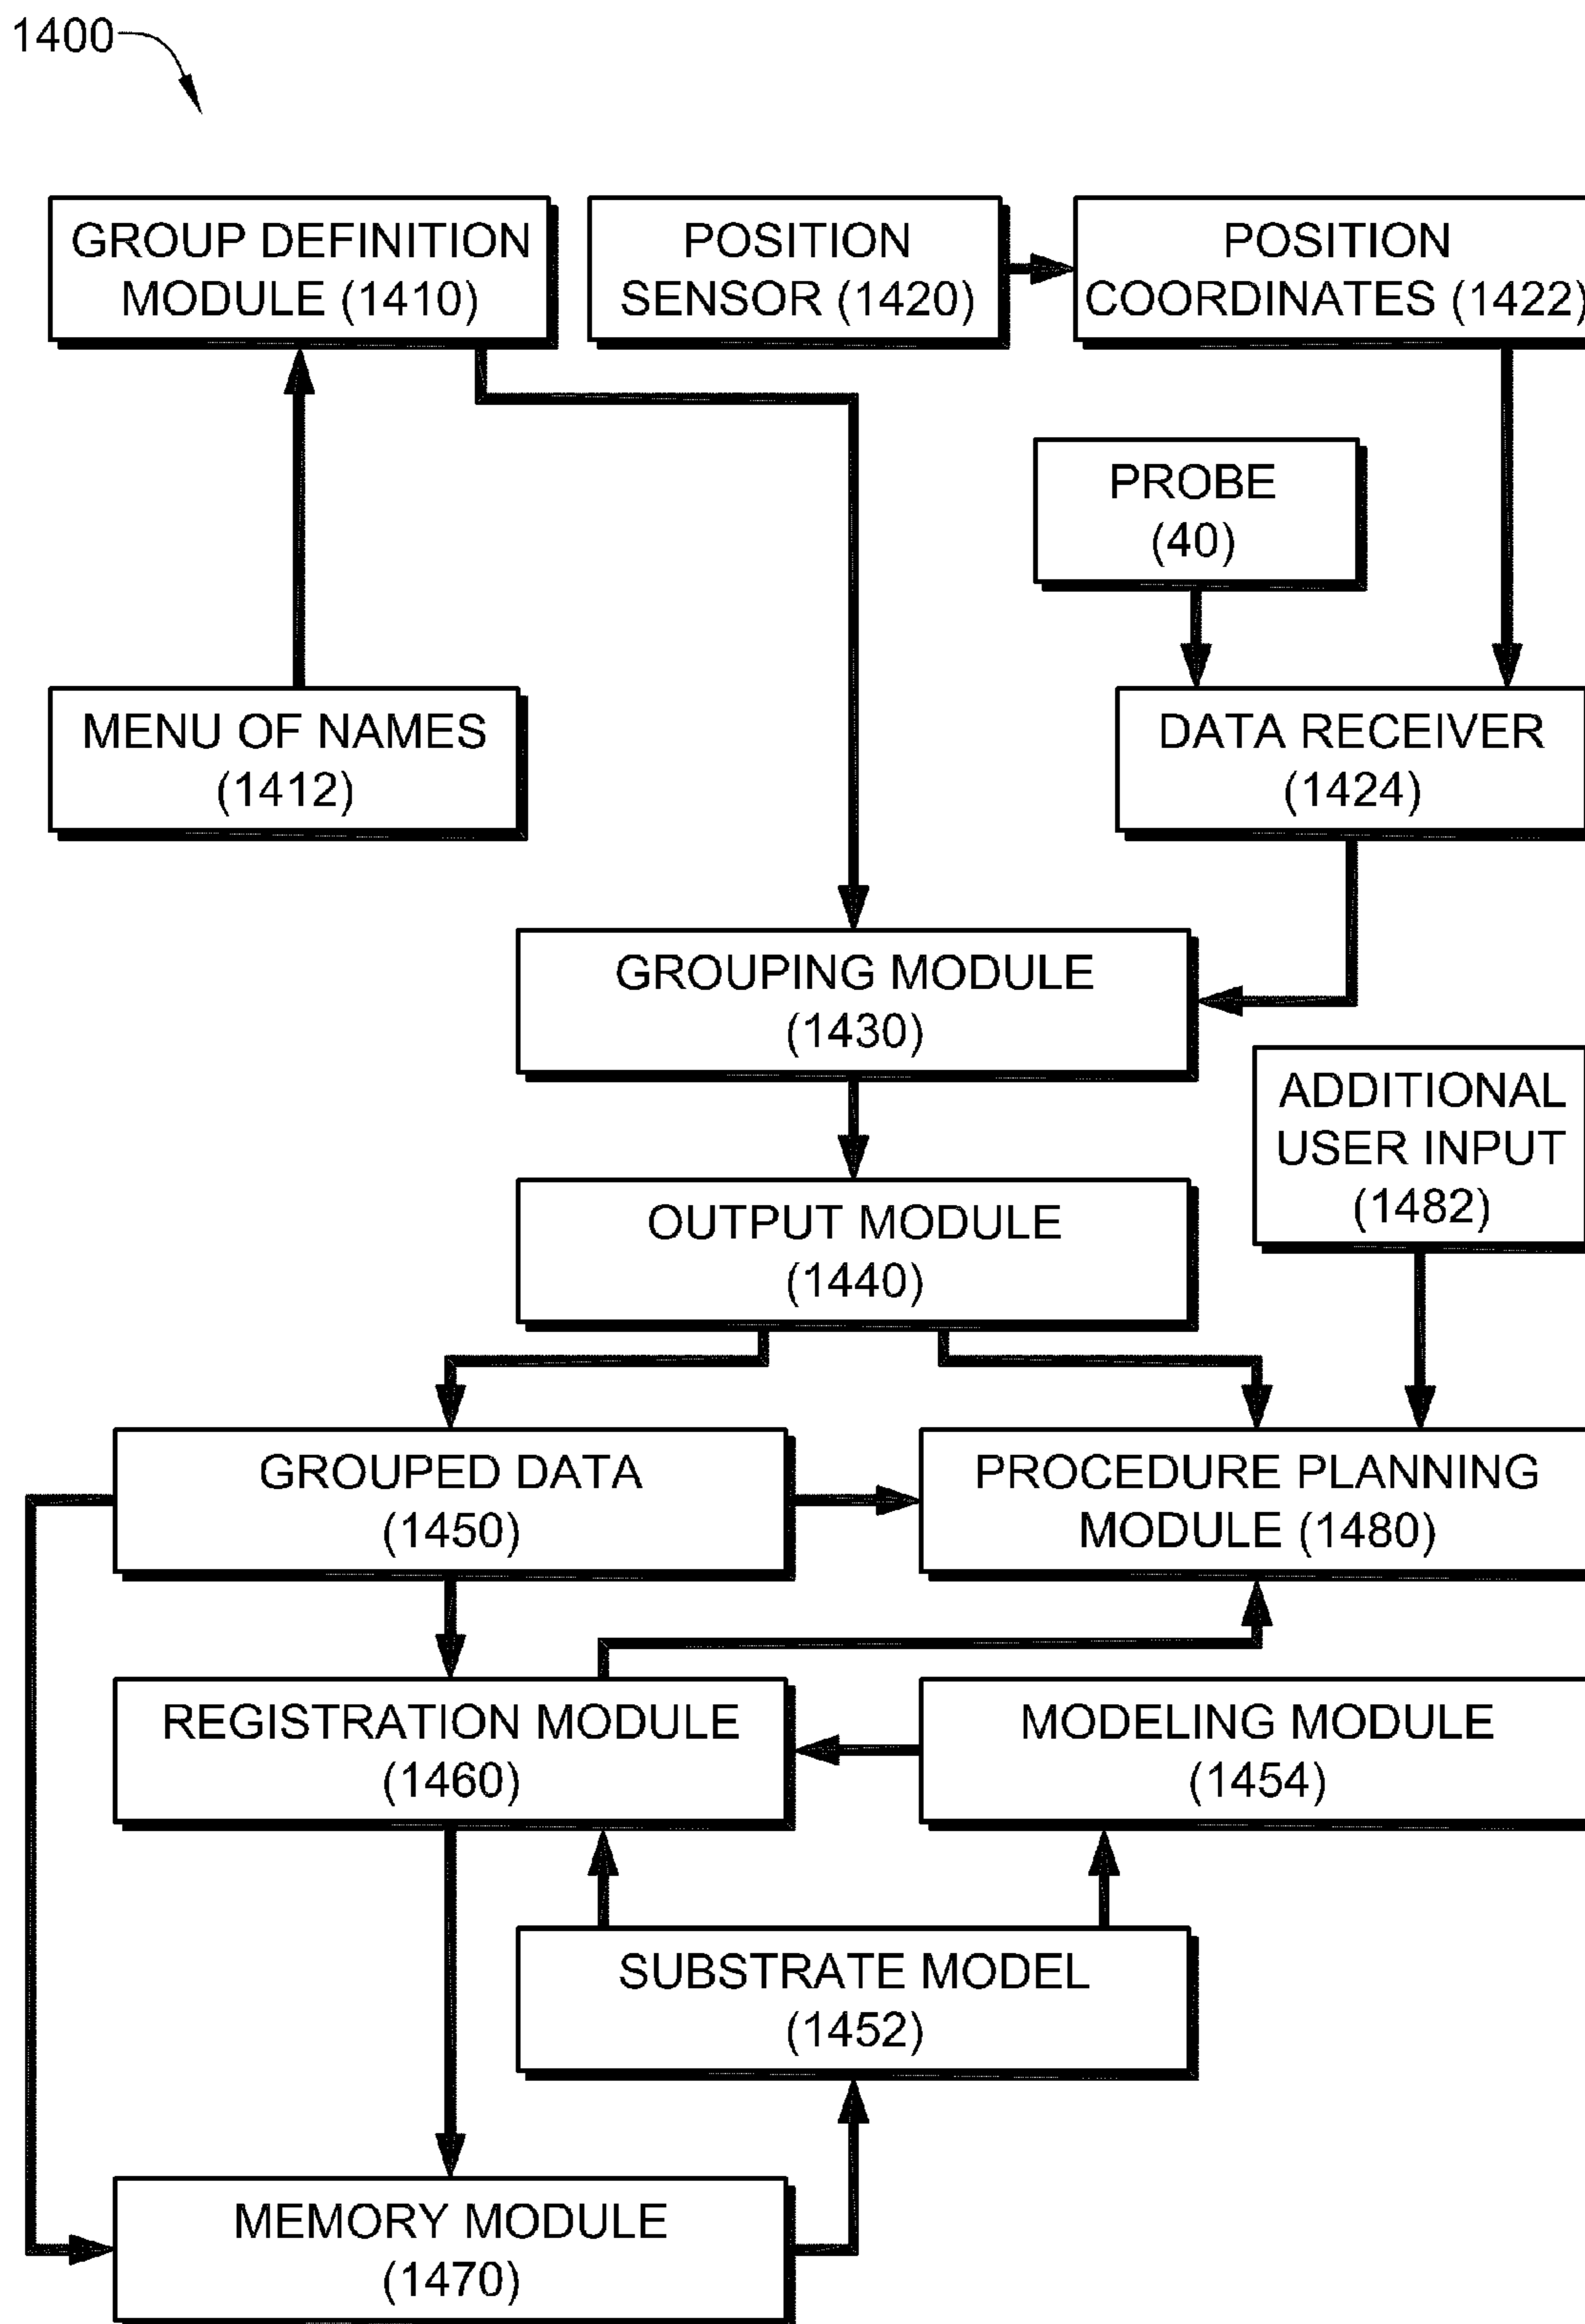 1400
GROUP DEFINITION
MODULE (1410)
POSITION
SENSOR (1420)
POSITION
COORDINATES (1422)
PROBE
(40)
MENU OF NAMES
(1412)
DATA RECEIVER
(1424)
GROUPING MODULE
(1430)
ADDITIONAL
USER INPUT
(1482)
OUTPUT MODULE
(1440)
GROUPED DATA
(1450)
PROCEDURE PLANNING
MODULE (1480)
REGISTRATION MODULE
(1460)
MODELING MODULE
(1454)
SUBSTRATE MODEL
(1452)
MEMORY MODULE
(1470)